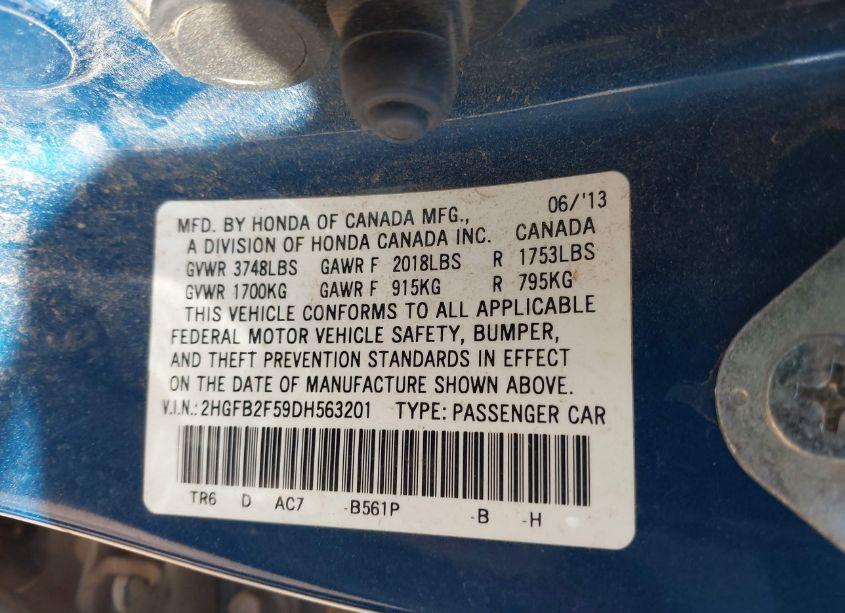 MFD. BY HONDA OF CANADA MFG., 06/'13
A DIVISION OF HONDA CANADA INC. CANADA
GVWR 3748LBS GAWR F 2018LBS R 1753LBS
GVWR 1700KG GAWR F 915KG R 795KG
THIS VEHICLE CONFORMS TO ALL APPLICABLE
FEDERAL MOTOR VEHICLE SAFETY, BUMPER,
AND THEFT PREVENTION STANDARDS IN EFFECT
ON THE DATE OF MANUFACTURE SHOWN ABOVE.
V.I.N.: 2HGFB2F59DH563201 TYPE: PASSENGER CAR
TR6 D AC7 -B561P -B -H